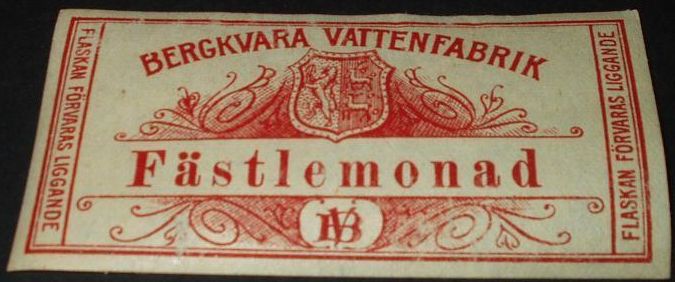 BERGKVARA VATTENFABRIK
FLASKAN FÖRVARAS LIGGANDE
Fästlemonad
FLASKAN FÖRVARAS LIGGANDE